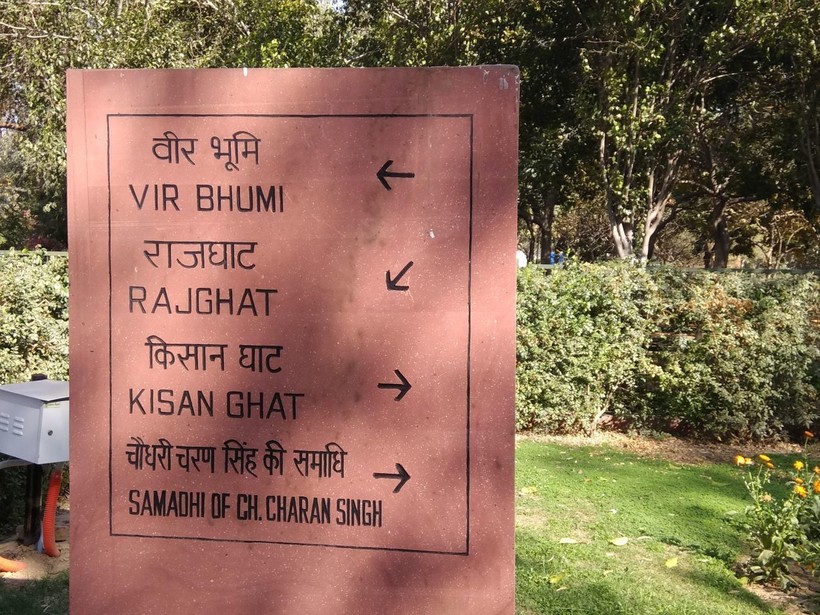 वीर भूमि
VIR BHUMI
←
राजघाट
RAJGHAT
↙
किसान घाट
KISAN GHAT
→
चौधरी चरण सिंह की समाधि
SAMADHI OF CH. CHARAN SINGH
→